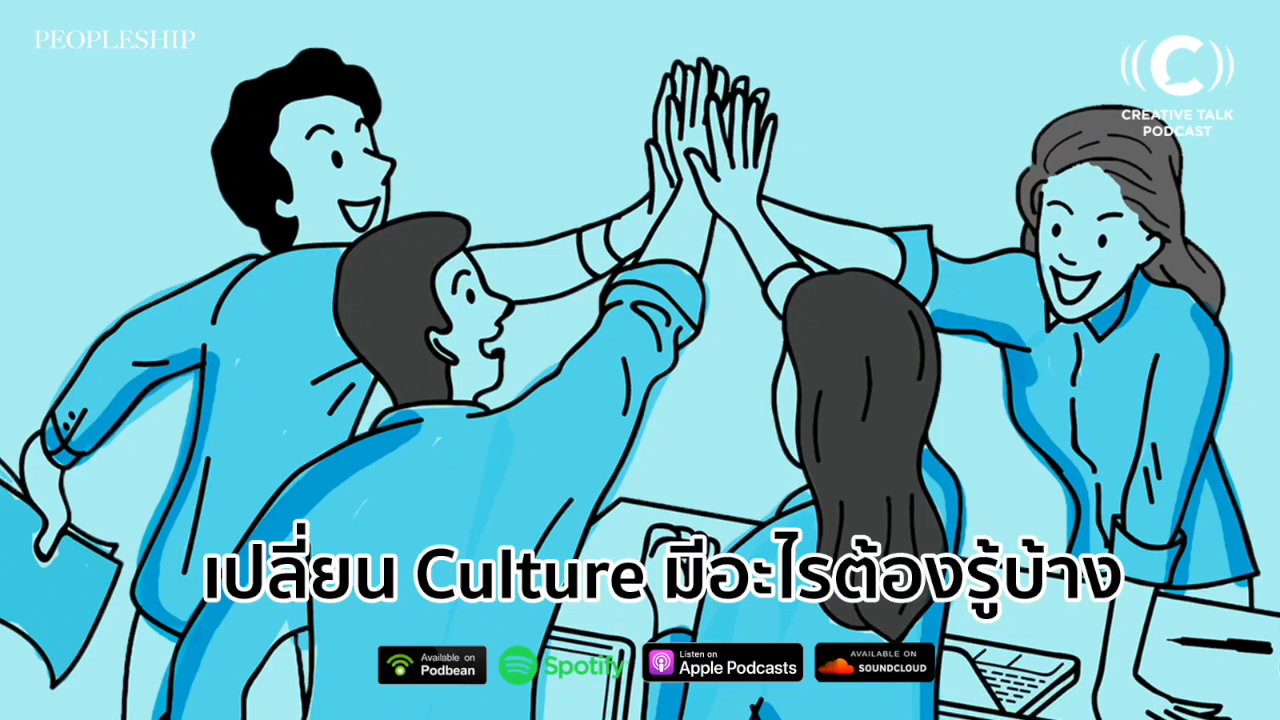 PEOPLESHIP
CREATIVE TALK
PODCAST
เปลี่ยน Culture มีอะไรต้องรู้บ้าง
Available on
Podbean
Spotify
Listen on
Apple Podcasts
AVAILABLE ON
SOUNDCLOUD